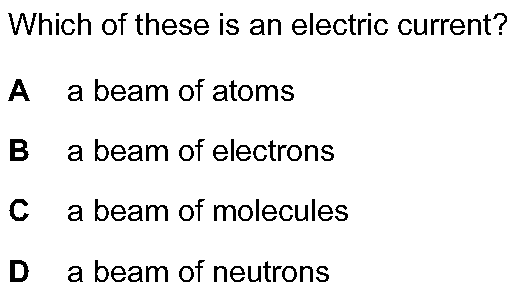 Which of these is an electric current?
A a beam of atoms
B a beam of electrons
C a beam of molecules
D a beam of neutrons